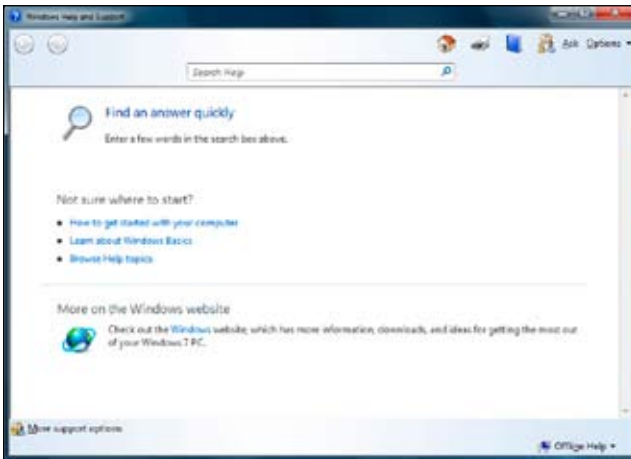 Windows Help and Support
Ask Options
Search Help
Find an answer quickly
Enter a few words in the search box above.
Not sure where to start?
How to get started with your computer
Learn about Windows Basics
Browse Help topics
More on the Windows website
Check out the Windows website, which has more information, downloads, and ideas for getting the most out
of your Windows 7 PC.
More support options
Offline Help